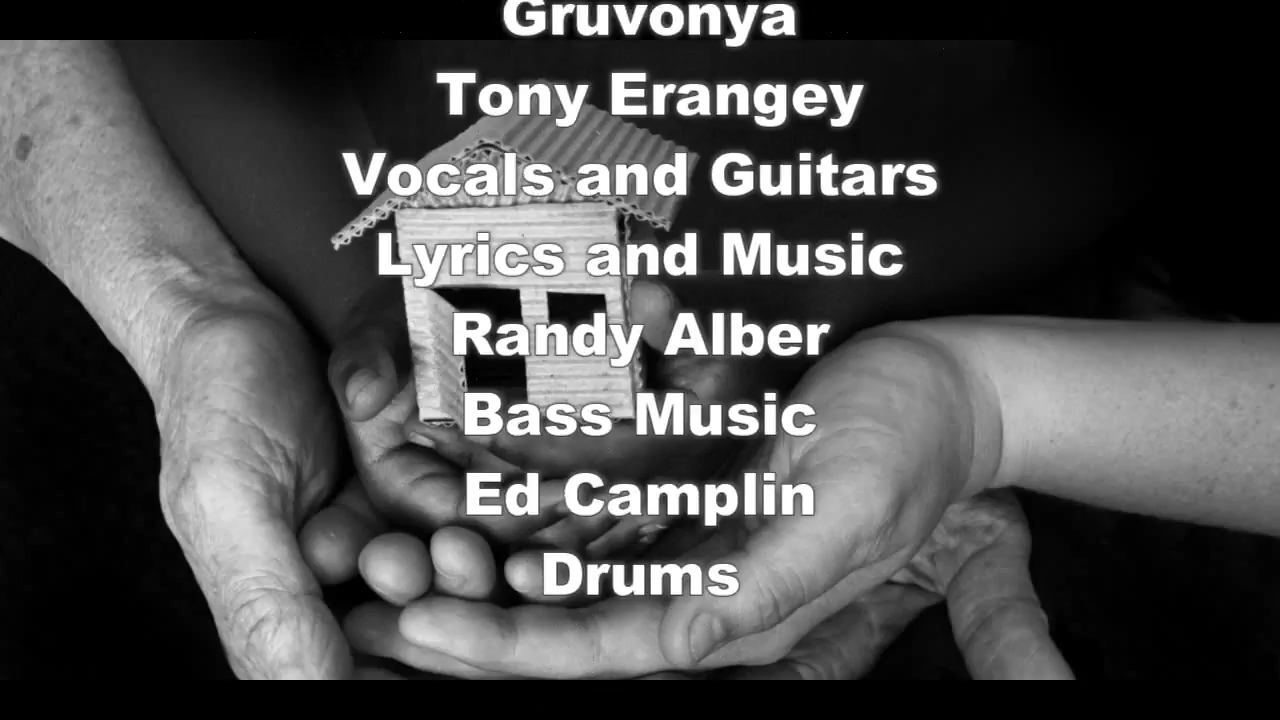 Gruvonya
Tony Erangey
Vocals and Guitars
Lyrics and Music
Randy Alber
Bass Music
Ed Camplin
Drums